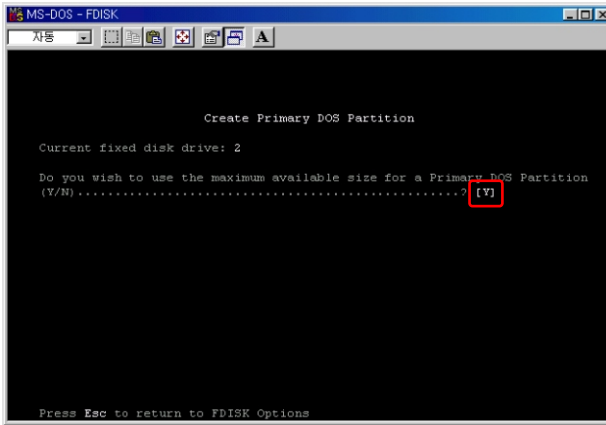 MS-DOS - FDISK
자동
A
Create Primary DOS Partition
Current fixed disk drive: 2
Do you wish to use the maximum available size for a Primary DOS Partition
(Y/N)....................................................? [Y]
Press Esc to return to FDISK Options